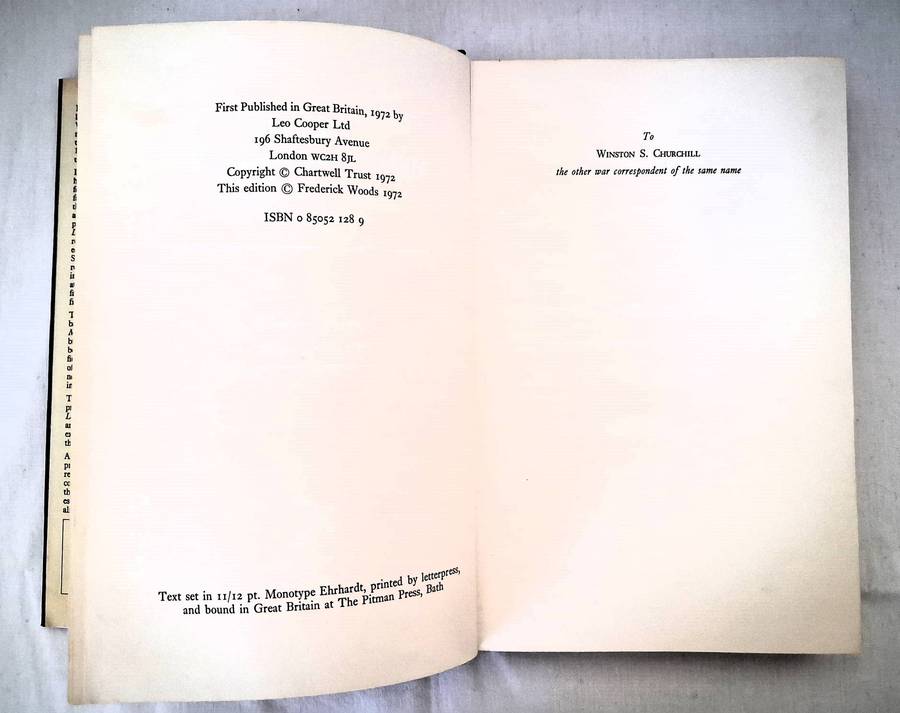 First Published in Great Britain, 1972 by
Leo Cooper Ltd
196 Shaftesbury Avenue
London WC2H 8JL
Copyright © Chartwell Trust 1972
This edition © Frederick Woods 1972
ISBN 0 85052 128 9
Text set in 11/12 pt. Monotype Ehrhardt, printed by letterpress,
and bound in Great Britain at The Pitman Press, Bath
To
WINSTON S. CHURCHILL
the other war correspondent of the same name